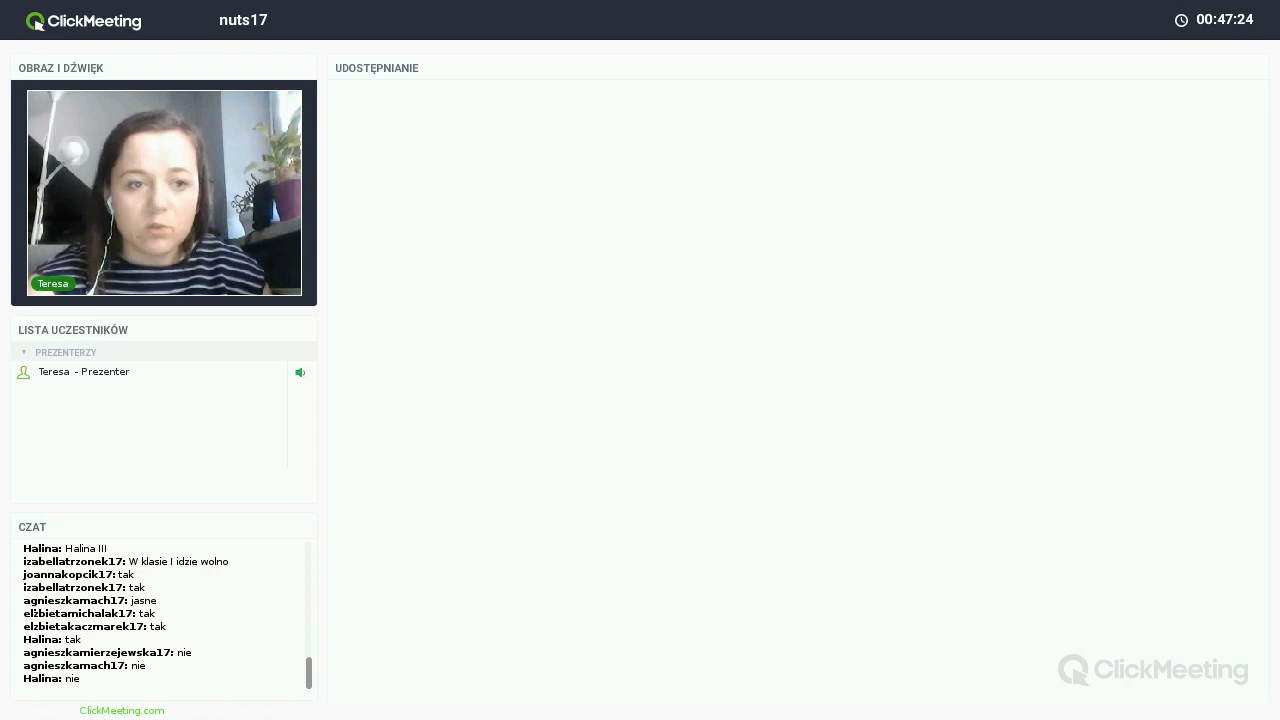 ClickMeeting
nuts17
00:47:24
OBRAZ I DŹWIĘK
Teresa
LISTA UCZESTNIKÓW
PREZENTERZY
Teresa - Prezenter
CZAT
Halina: Halina III
izabellatrzonek17: W klasie I idzie wolno
joannakopcik17: tak
izabellatrzonek17: tak
agnieszkamach17: jasne
elżbietamichalak17: tak
elzbietakaczmarek17: tak
Halina: tak
agnieszkamierzejewska17: nie
agnieszkamach17: nie
Halina: nie
ClickMeeting.com
UDOSTĘPNIANIE
ClickMeeting